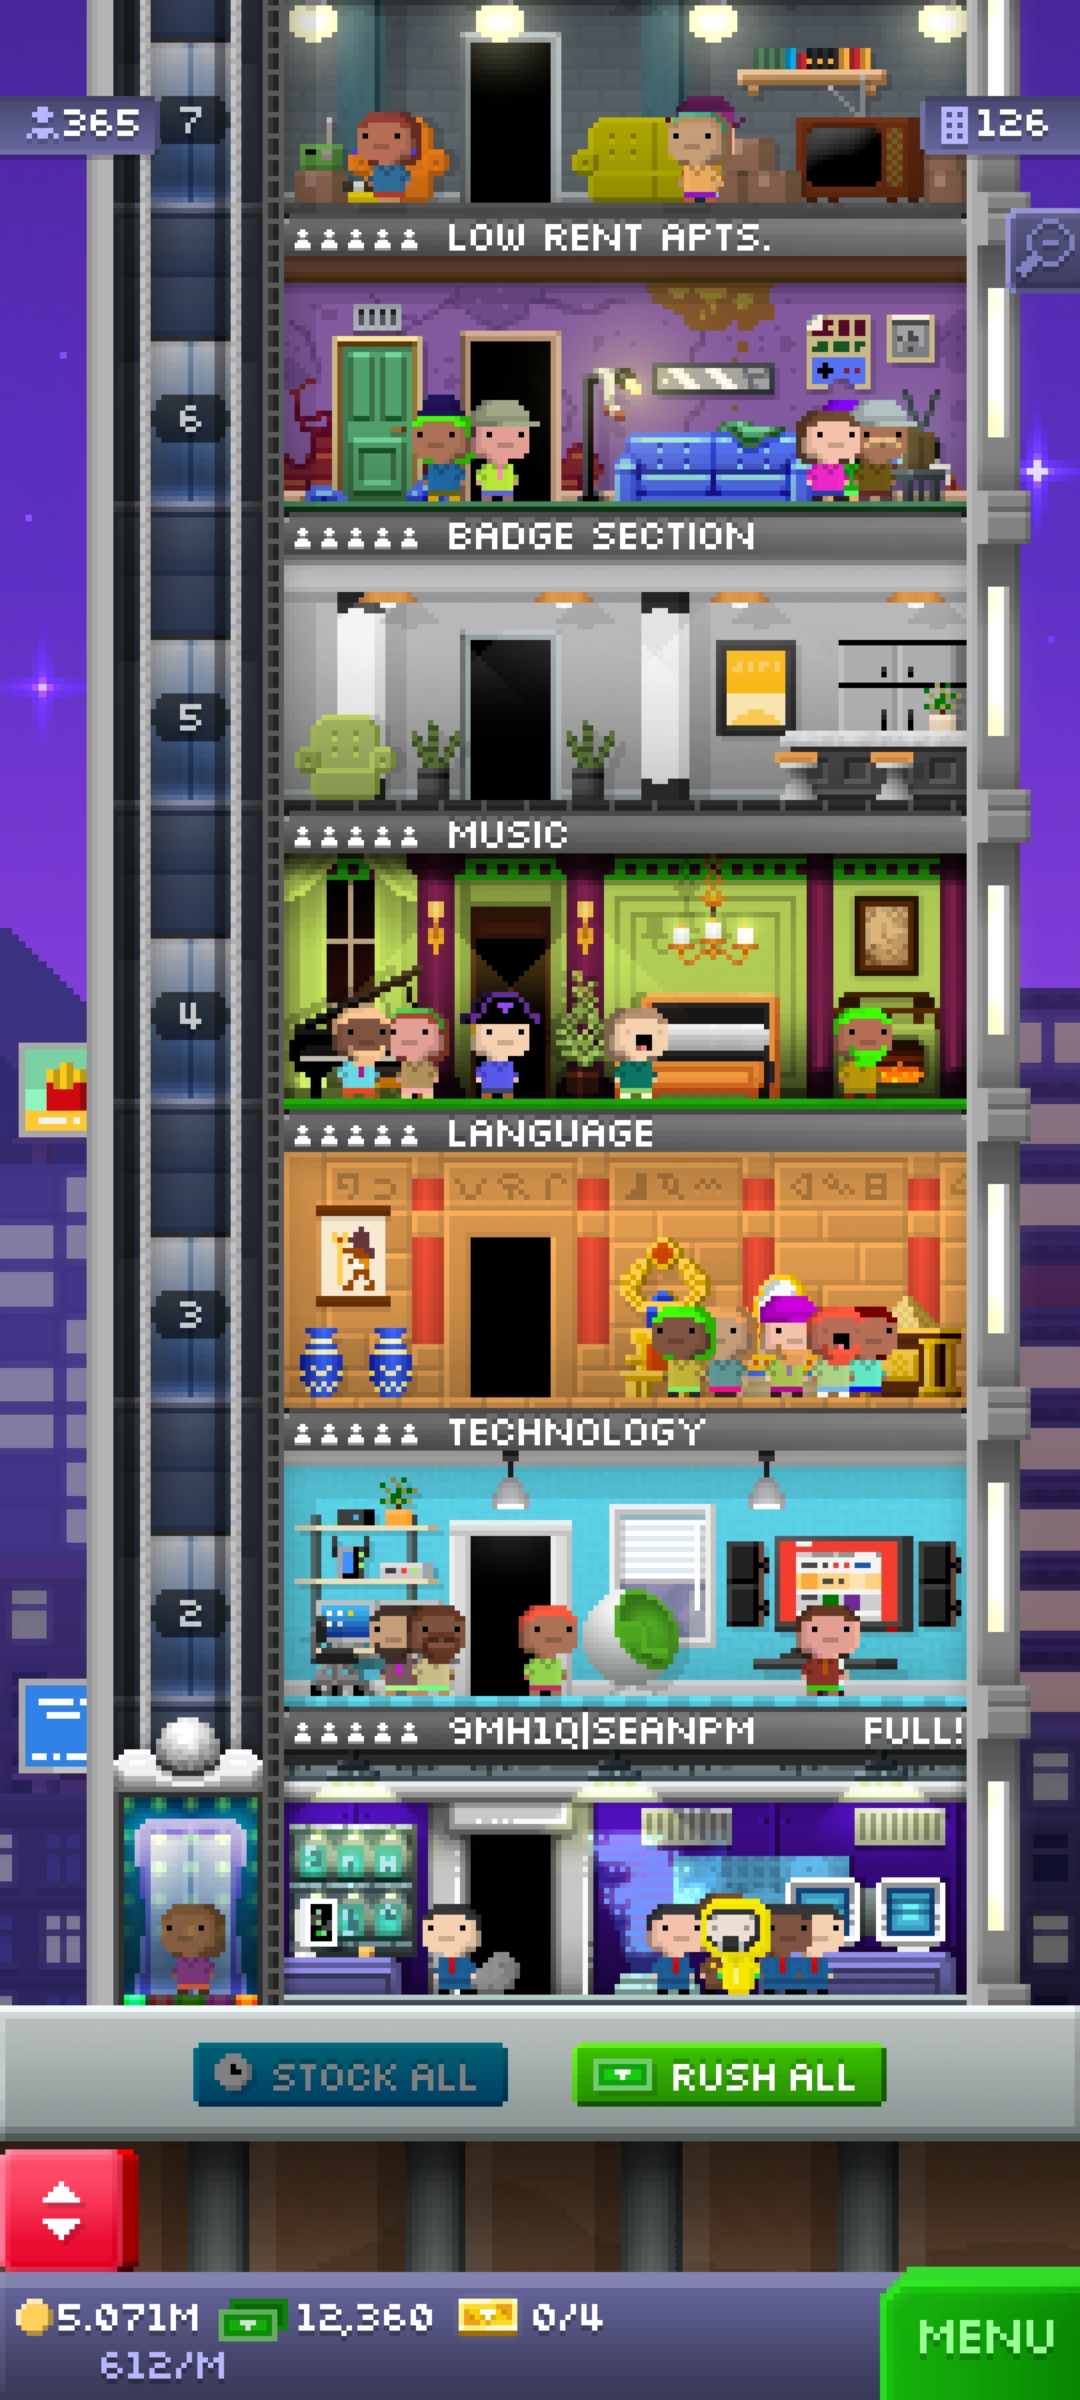 365
7
126
LOW RENT APTS.
6
BADGE SECTION
5
MUSIC
4
LANGUAGE
3
TECHNOLOGY
2
9MH1Q|SEANPM FULL!
STOCK ALL
RUSH ALL
5.071M
12,360
0/4
612/M
MENU